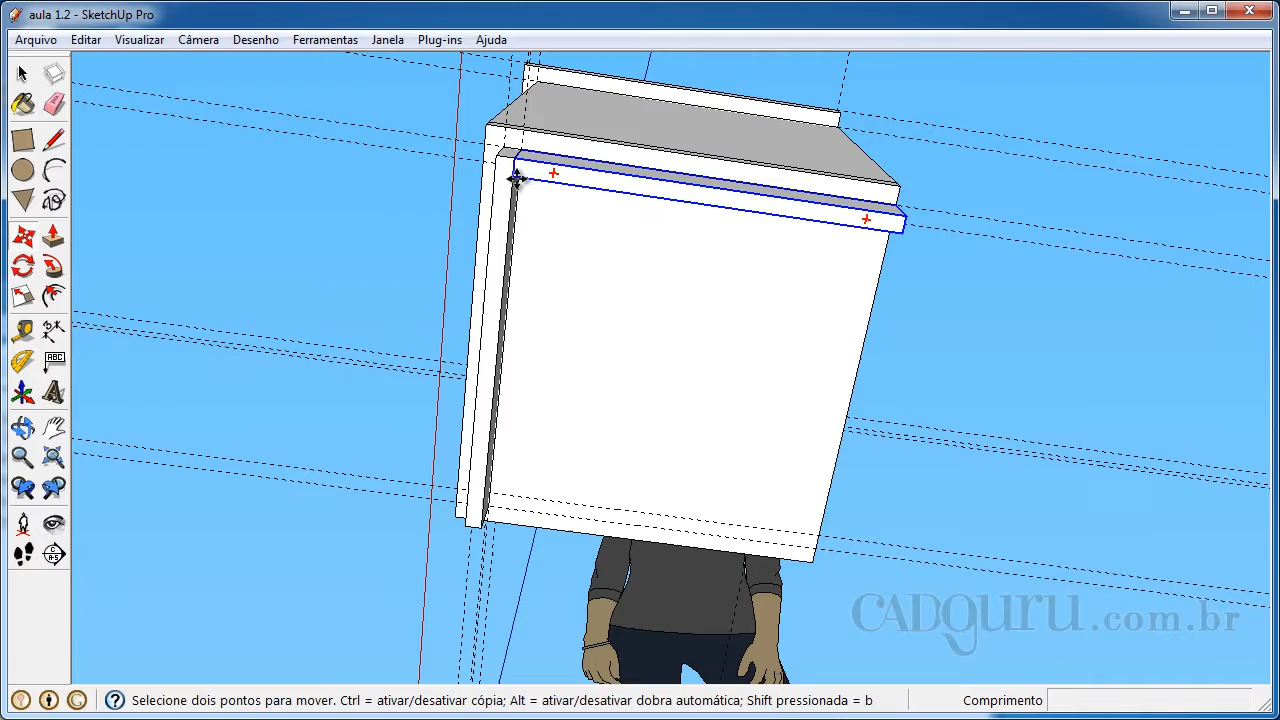 aula 1.2 - SketchUp Pro
Arquivo Editar Visualizar Câmera Desenho Ferramentas Janela Plug-ins Ajuda
ABC
A
C
A-S
CADguru.com.br
Selecione dois pontos para mover. Ctrl = ativar/desativar cópia; Alt = ativar/desativar dobra automática; Shift pressionada = b
Comprimento